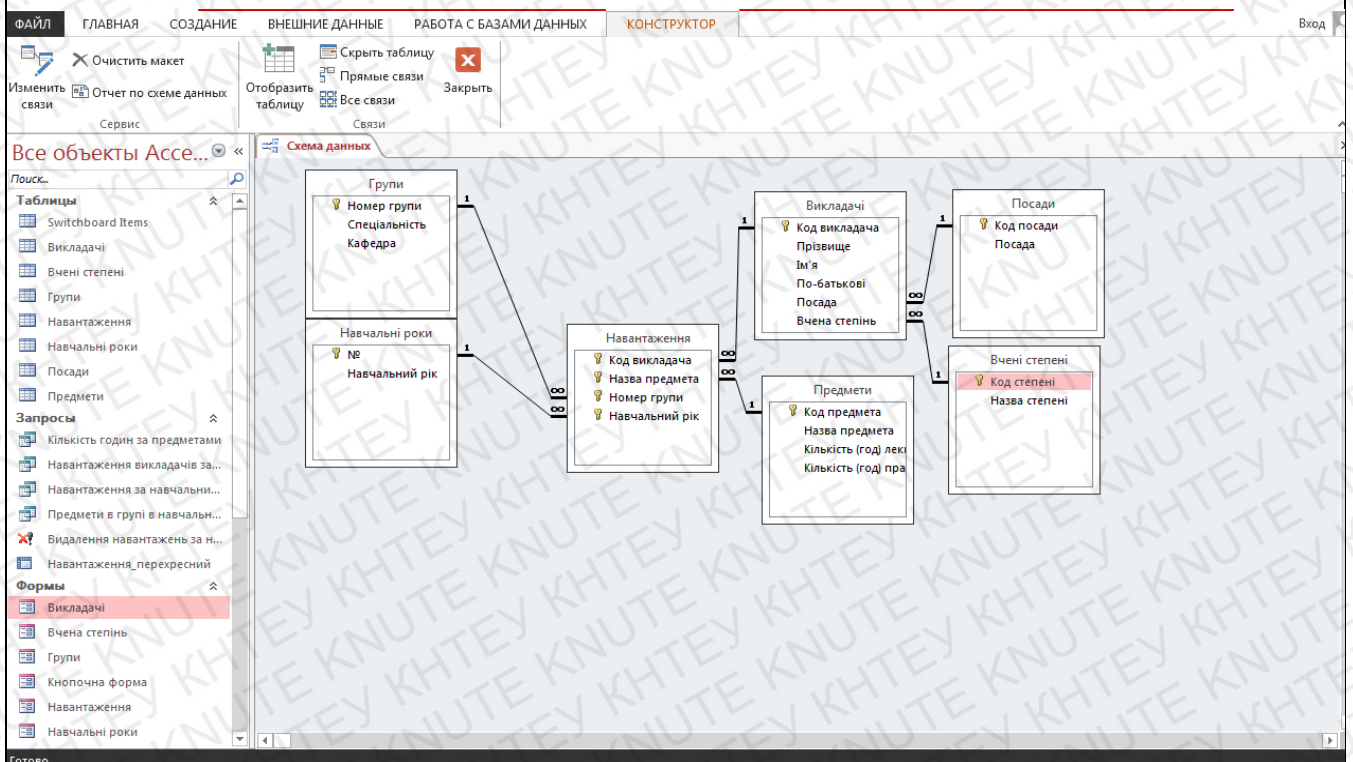 ФАЙЛ ГЛАВНАЯ СОЗДАНИЕ ВНЕШНИЕ ДАННЫЕ РАБОТА С БАЗАМИ ДАННЫХ КОНСТРУКТОР Вход
Изменить связи
Очистить макет
Отчет по схеме данных
Сервис
Отобразить таблицу
Скрыть таблицу
Прямые связи
Все связи
Связи
Закрыть
Все объекты Acce...
Поиск...
Таблицы
Switchboard Items
Викладачі
Вчені степені
Групи
Навантаження
Навчальні роки
Посади
Предмети
Запросы
Кількість годин за предметами
Навантаження викладачів за...
Навантаження за навчальни...
Предмети в групі в навчальн...
Видалення навантажень за н...
Навантаження_перехресний
Формы
Викладачі
Вчена степінь
Групи
Кнопочна форма
Навантаження
Навчальні роки
Схема данных
Групи
Номер групи
Спеціальність
Кафедра
1
Навчальні роки
№
Навчальний рік
1
Навантаження
Код викладача
Назва предмета
Номер групи
Навчальний рік
∞
∞
∞
∞
Викладачі
Код викладача
Прізвище
Ім'я
По-батькові
Посада
Вчена степінь
1
∞
∞
Предмети
Код предмета
Назва предмета
Кількість (год) лекц
Кількість (год) пра
1
Посади
Код посади
Посада
1
Вчені степені
Код степені
Назва степені
1
Готово
КНТЕУ KNUTE